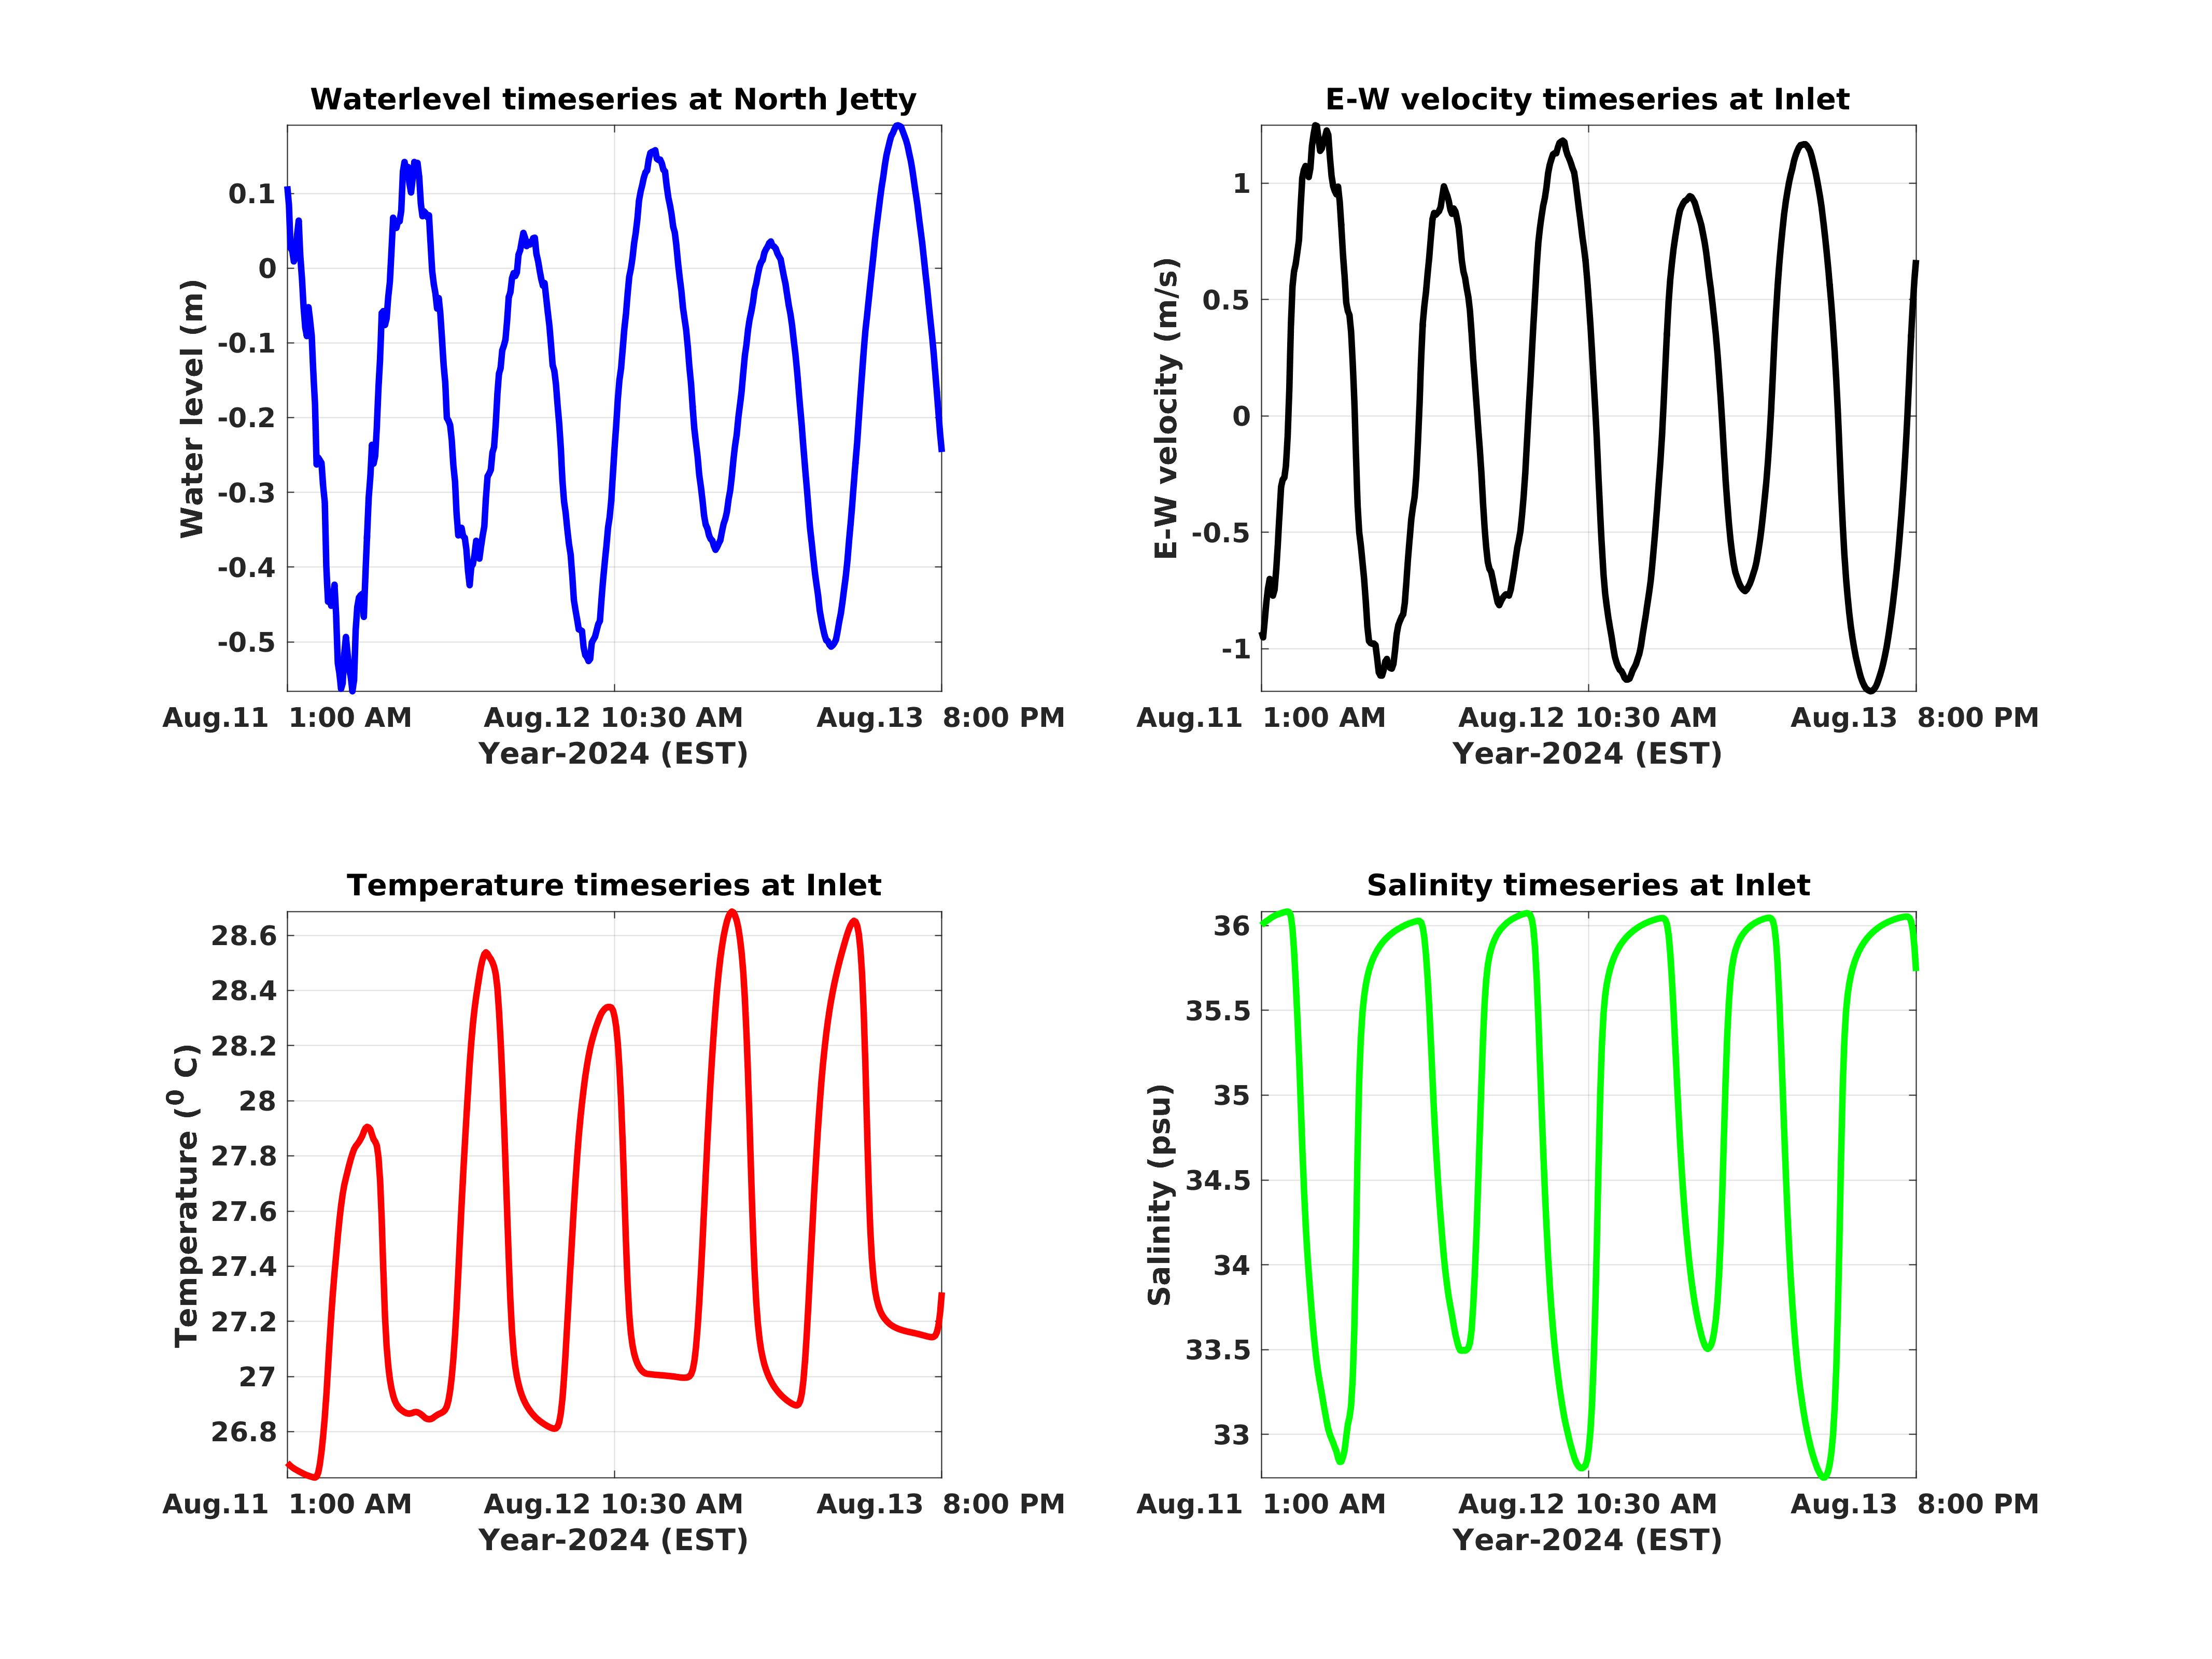 Waterlevel timeseries at North Jetty
0.1
0
-0.1
-0.2
-0.3
-0.4
-0.5
Water level (m)
Aug.11 1:00 AM Aug.12 10:30 AM Aug.13 8:00 PM
Year-2024 (EST)
E-W velocity timeseries at Inlet
1
0.5
0
-0.5
-1
E-W velocity (m/s)
Aug.11 1:00 AM Aug.12 10:30 AM Aug.13 8:00 PM
Year-2024 (EST)
Temperature timeseries at Inlet
28.6
28.4
28.2
28
27.8
27.6
27.4
27.2
27
26.8
Temperature (⁰ C)
Aug.11 1:00 AM Aug.12 10:30 AM Aug.13 8:00 PM
Year-2024 (EST)
Salinity timeseries at Inlet
36
35.5
35
34.5
34
33.5
33
Salinity (psu)
Aug.11 1:00 AM Aug.12 10:30 AM Aug.13 8:00 PM
Year-2024 (EST)